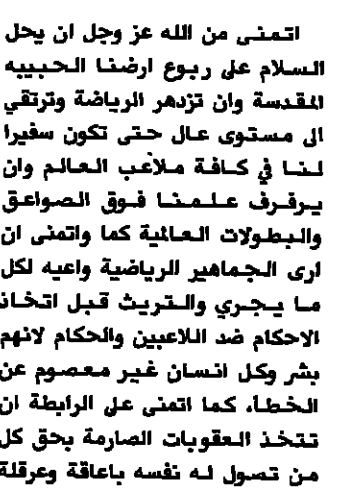 اتمنى من الله عز وجل ان يحل
السلام على ربوع ارضنا الحبيبه
المقدسة وان تزدهر الرياضة وترتقي
الى مستوى عال حتى تكون سفيرا
لنا في كافة ملاعب العالم وان
يرفرف علمنا فوق الصواعق
والبطولات العالمية كما واتمنى ان
ارى الجماهير الرياضية واعيه لكل
ما يجري والتريث قبل اتخاذ
الاحكام ضد اللاعبين والحكام لانهم
بشر وكل انسان غير معصوم عن
الخطأ، كما اتمنى على الرابطة ان
تتخذ العقوبات الصارمة بحق كل
من تسول له نفسه باعاقة وعرقلة